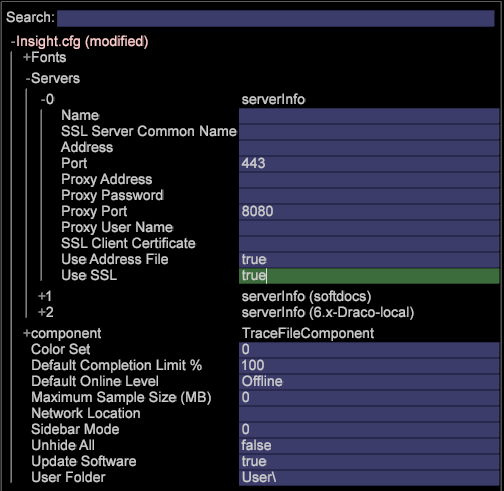 Search:
-Insight.cfg (modified)
+Fonts
-Servers
-0 serverInfo
Name
SSL Server Common Name
Address
Port 443
Proxy Address
Proxy Password
Proxy Port 8080
Proxy User Name
SSL Client Certificate
Use Address File true
Use SSL true
+1 serverInfo (softdocs)
+2 serverInfo (6.x-Draco-local)
+component TraceFileComponent
Color Set 0
Default Completion Limit % 100
Default Online Level Offline
Maximum Sample Size (MB) 0
Network Location
Sidebar Mode 0
Unhide All false
Update Software true
User Folder User\